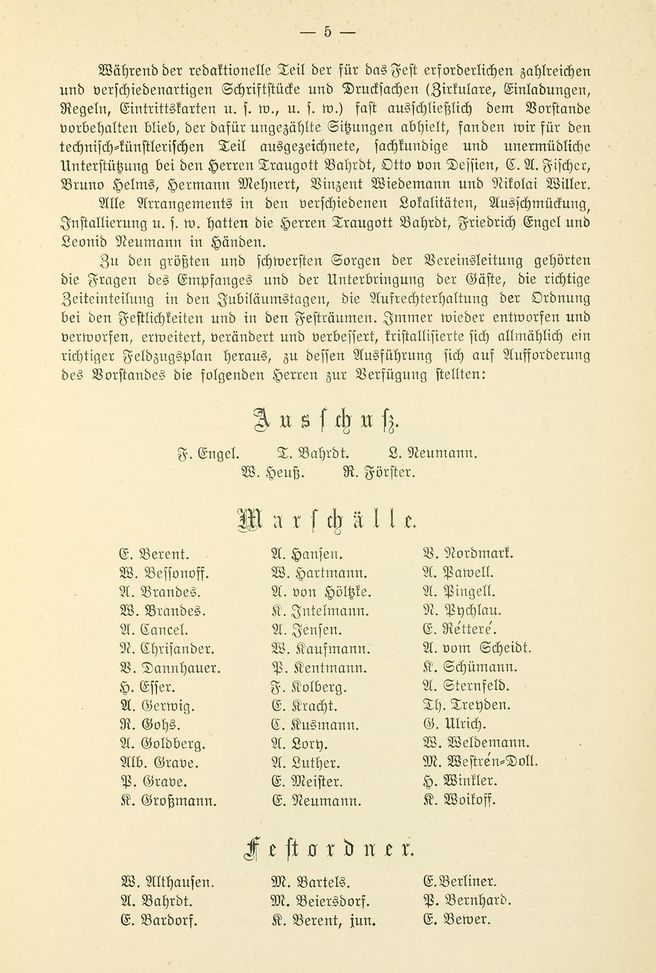 — 5 —
Während der redaktionelle Teil der für das Fest erforderlichen zahlreichen
und verschiedenartigen Schriftstücke und Drucksachen (Zirkulare, Einladungen,
Regeln, Eintrittskarten u. s. w., u. s. w.) fast ausschließlich dem Vorstande
vorbehalten blieb, der dafür ungezählte Sitzungen abhielt, fanden wir für den
technisch-künstlerischen Teil ausgezeichnete, sachkundige und unermüdliche
Unterstützung bei den Herren Traugott Bahrdt, Otto von Dessien, C. A. Fischer,
Bruno Helms, Hermann Mehnert, Vinzent Wiedemann und Nikolai Willer.
Alle Arrangements in den verschiedenen Lokalitäten, Ausschmückung,
Installierung u. s. w. hatten die Herren Traugott Bahrdt, Friedrich Engel und
Leonid Neumann in Händen.
Zu den größten und schwersten Sorgen der Vereinsleitung gehörten
die Fragen des Empfanges und der Unterbringung der Gäste, die richtige
Zeiteinteilung in den Jubiläumstagen, die Aufrechterhaltung der Ordnung
bei den Festlichkeiten und in den Festräumen. Immer wieder entworfen und
verworfen, erweitert, verändert und verbessert, kristallisierte sich allmählich ein
richtiger Feldzugsplan heraus, zu dessen Ausführung sich auf Aufforderung
des Vorstandes die folgenden Herren zur Verfügung stellten:
Ausschuß.
F. Engel. T. Bahrdt. L. Neumann.
W. Heuß. R. Förster.
Marschälle.
E. Berent. A. Hansen. V. Nordmark.
W. Bessonoff. W. Hartmann. A. Pawell.
A. Brandes. A. von Höltzke. A. Pingell.
W. Brandes. K. Intelmann. N. Pychlau.
A. Cancel. A. Jensen. E. Rétteré.
N. Chrisander. W. Kaufmann. A. vom Scheidt.
V. Dannhauer. P. Kentmann. K. Schümann.
H. Esser. F. Kolberg. A. Sternfeld.
A. Gerwig. E. Kracht. Th. Treyden.
R. Gohs. C. Kusmann. G. Ulrich.
A. Goldberg. A. Lory. W. Weldemann.
Alb. Grave. A. Luther. M. Westrén-Doll.
P. Grave. E. Meister. H. Winkler.
K. Großmann. E. Neumann. K. Woikoff.
Festordner.
W. Althausen. M. Bartels. E. Berliner.
A. Bahrdt. M. Beiersdorf. P. Bernhard.
E. Bardorf. K. Berent, jun. E. Bewer.